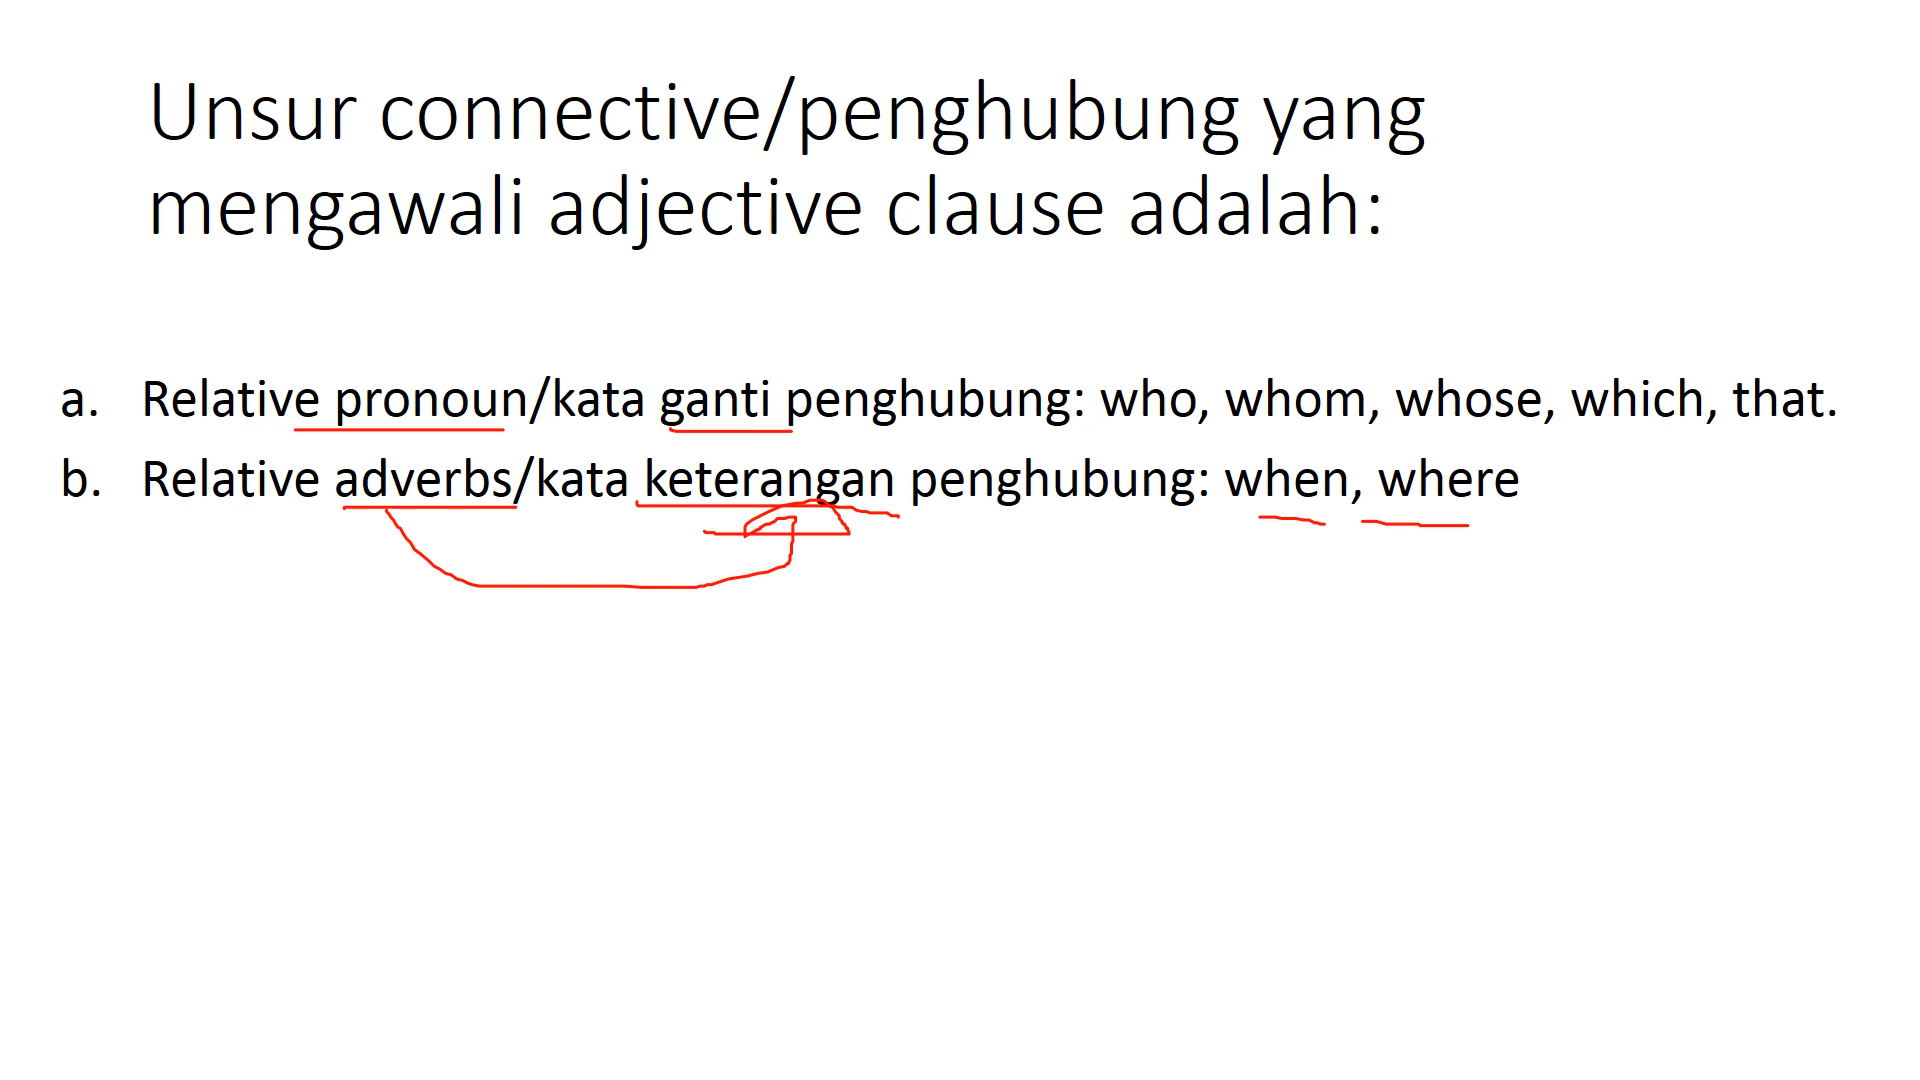 Unsur connective/penghubung yang
mengawali adjective clause adalah:
a. Relative pronoun/kata ganti penghubung: who, whom, whose, which, that.
b. Relative adverbs/kata keterangan penghubung: when, where